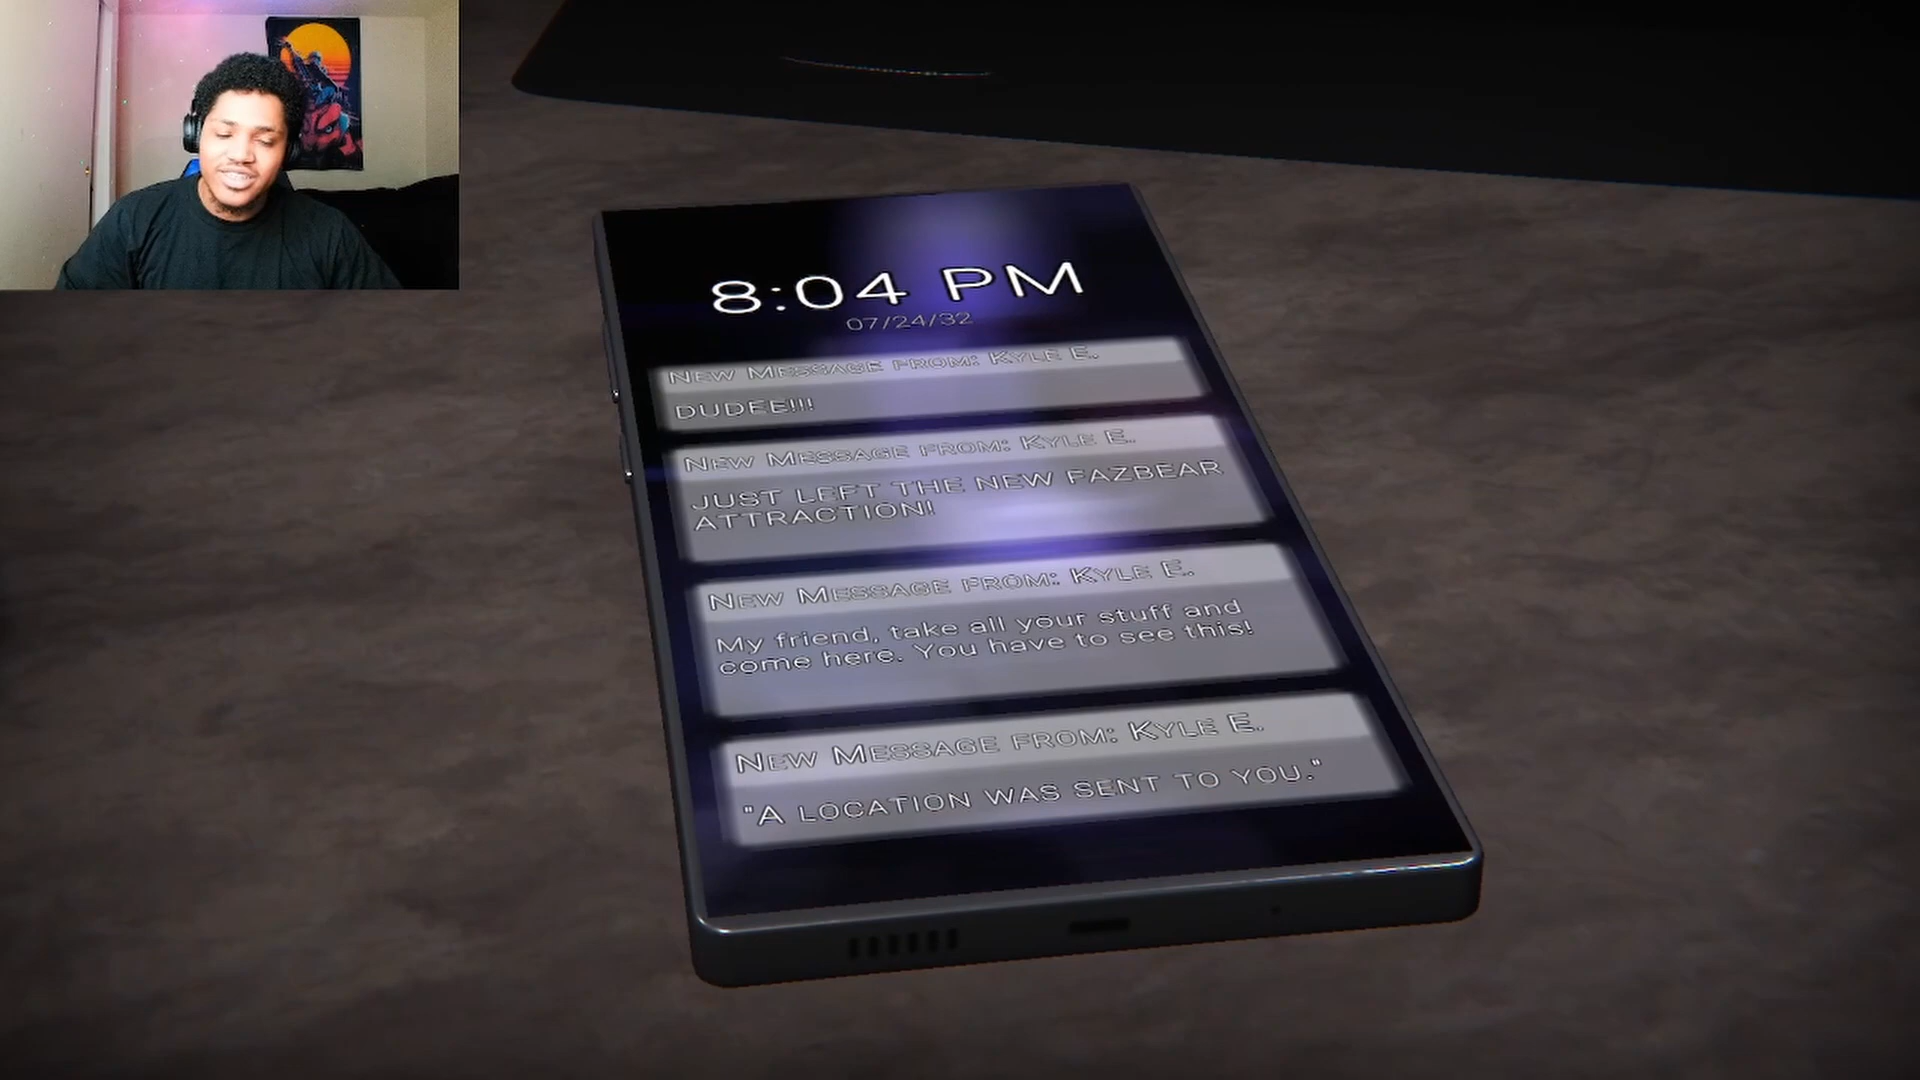 8:04 PM
07/24/32
New Message from: Kyle E.
DUDEE!!!
New Message from: Kyle E.
JUST LEFT THE NEW FAZBEAR
ATTRACTION!
New Message from: Kyle E.
My friend, take all your stuff and
come here. You have to see this!
New Message from: Kyle E.
"A LOCATION WAS SENT TO YOU."